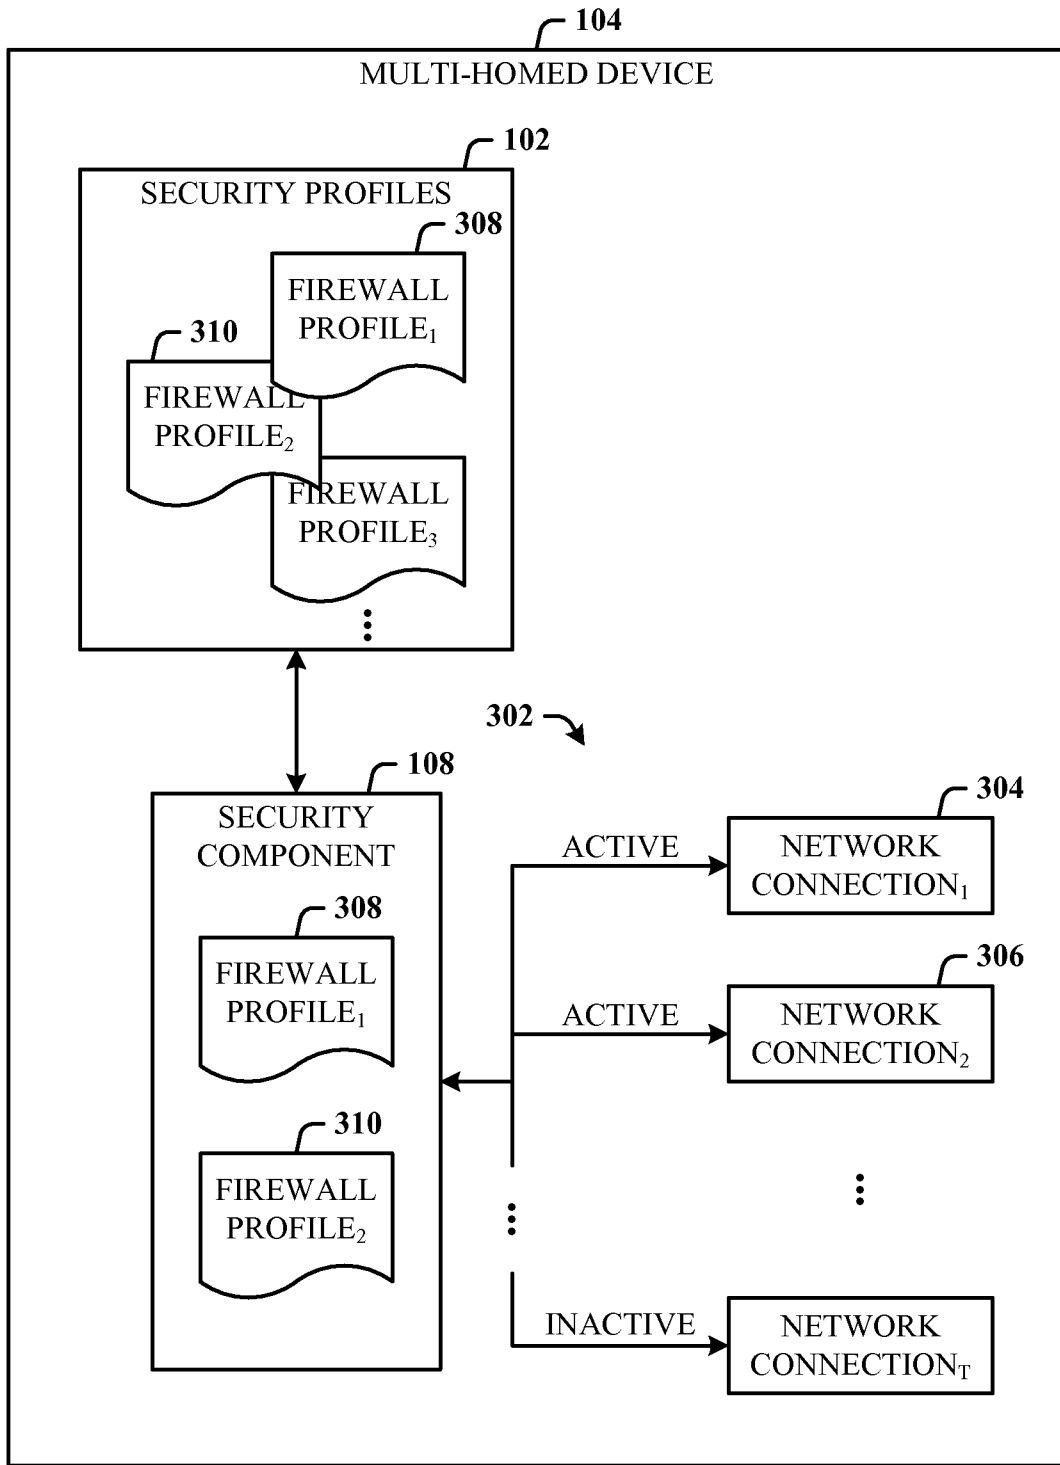 104
MULTI-HOMED DEVICE
102
SECURITY PROFILES
308
FIREWALL
PROFILE₁
310
FIREWALL
PROFILE₂
FIREWALL
PROFILE₃
302
108
SECURITY
COMPONENT
308
FIREWALL
PROFILE₁
310
FIREWALL
PROFILE₂
304
ACTIVE
NETWORK
CONNECTION₁
306
ACTIVE
NETWORK
CONNECTION₂
INACTIVE
NETWORK
CONNECTION_T